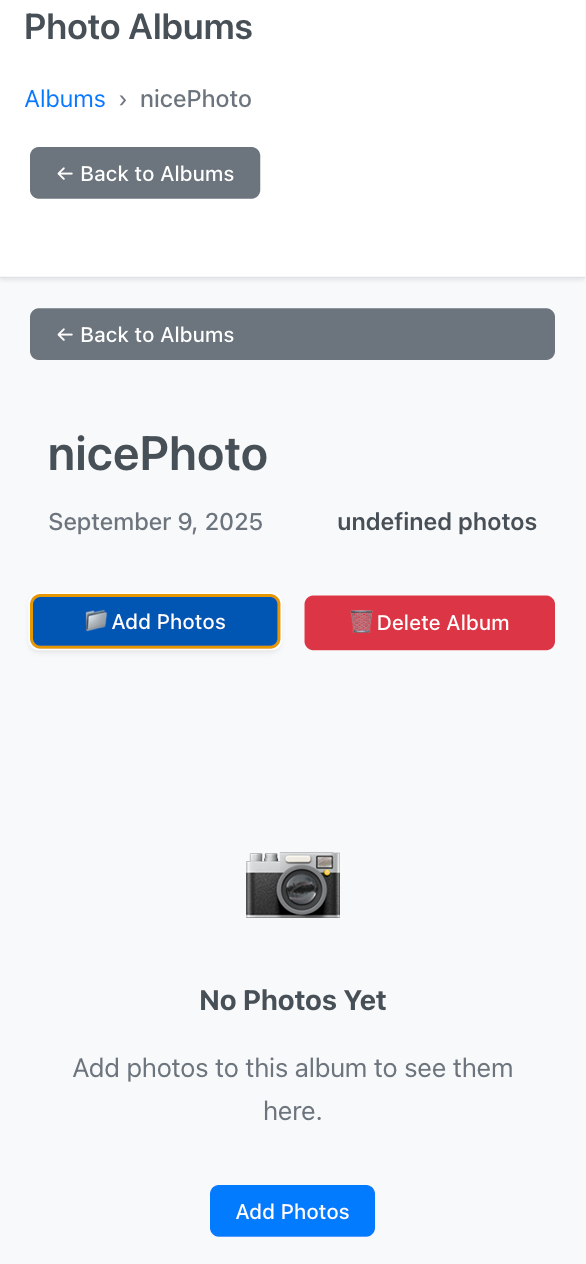 Photo Albums
Albums › nicePhoto
← Back to Albums
← Back to Albums
nicePhoto
September 9, 2025 undefined photos
Add Photos Delete Album
No Photos Yet
Add photos to this album to see them
here.
Add Photos